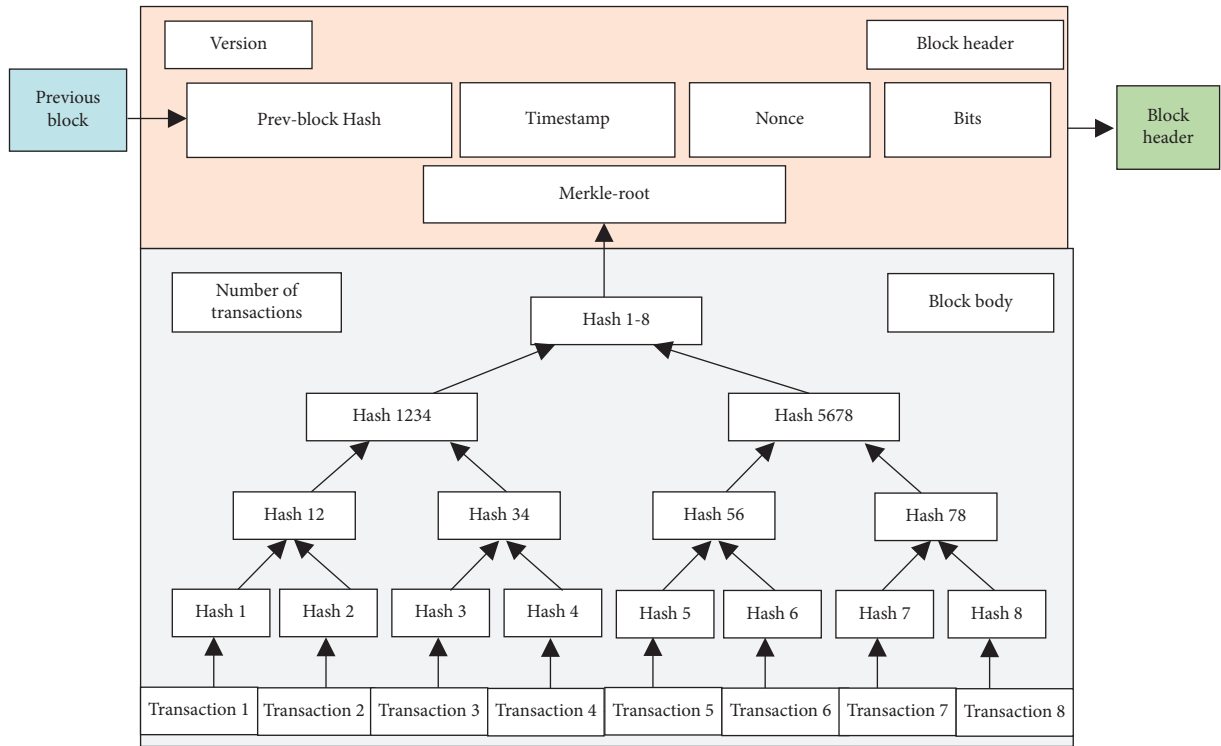 Version
Block header
Previous
block
Prev-block Hash
Timestamp
Nonce
Bits
Block
header
Merkle-root
Number of
transactions
Block body
Hash 1-8
Hash 1234
Hash 5678
Hash 12
Hash 34
Hash 56
Hash 78
Hash 1
Hash 2
Hash 3
Hash 4
Hash 5
Hash 6
Hash 7
Hash 8
Transaction 1
Transaction 2
Transaction 3
Transaction 4
Transaction 5
Transaction 6
Transaction 7
Transaction 8